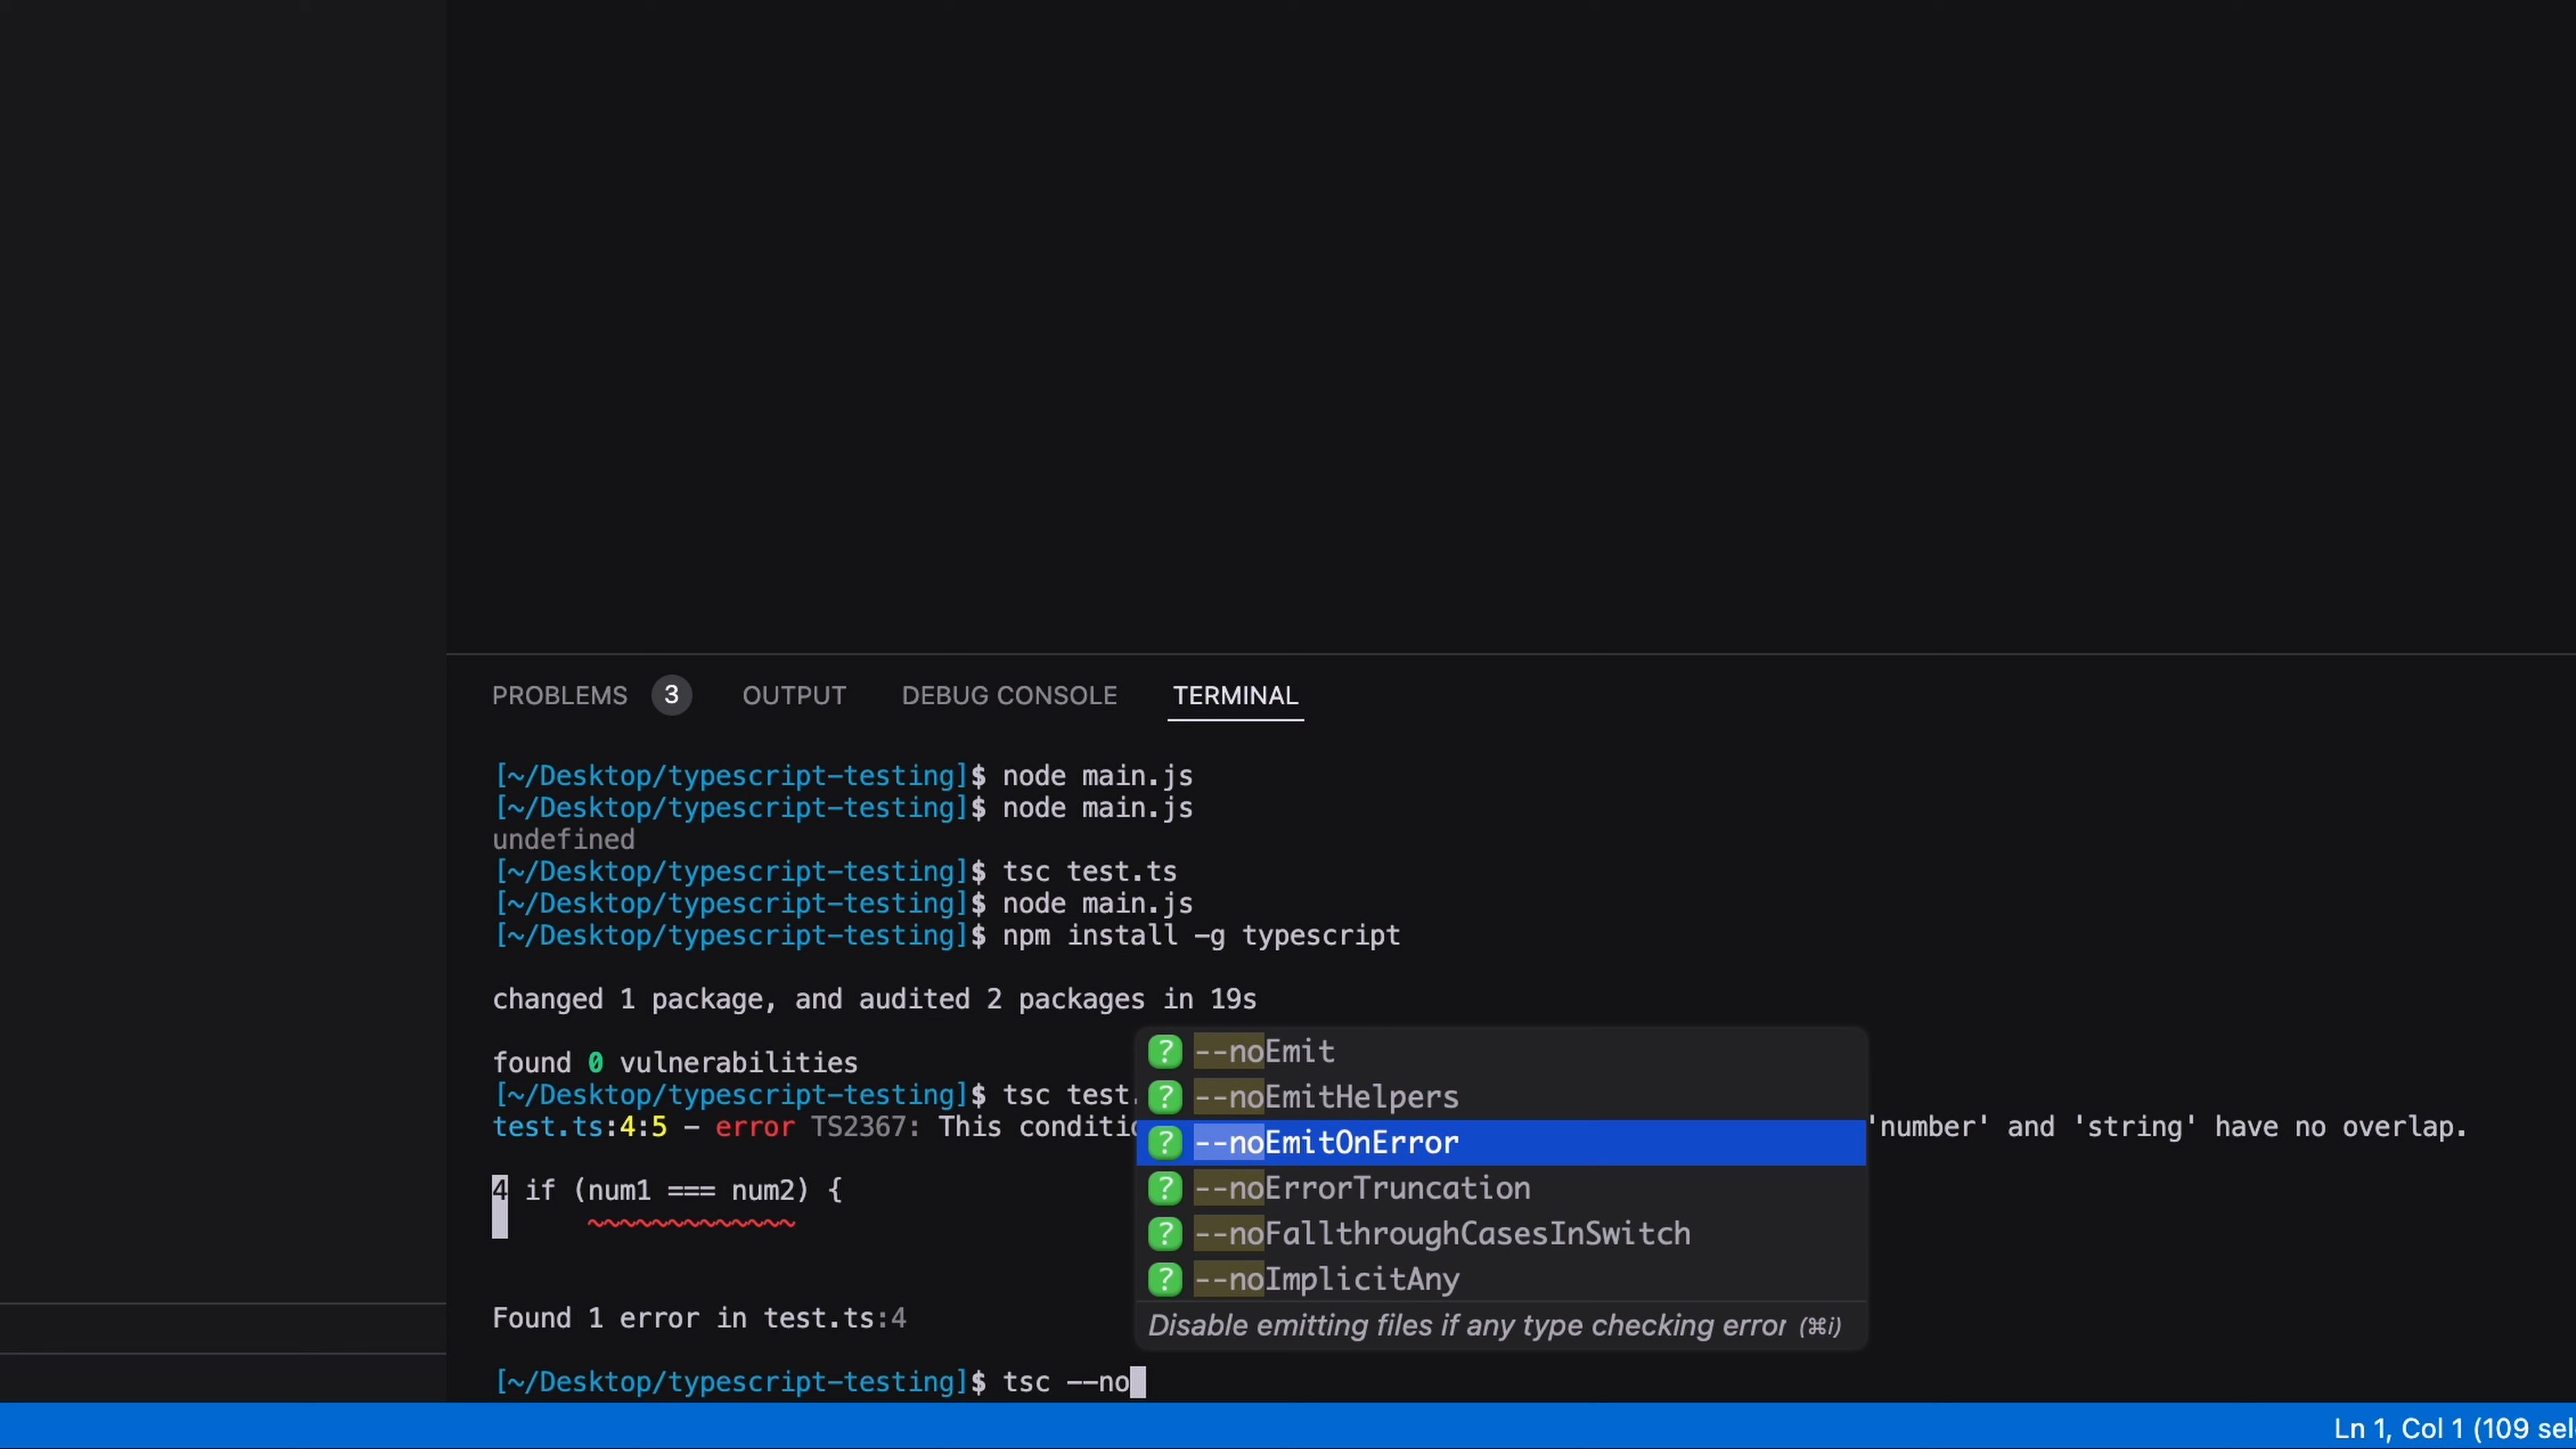 PROBLEMS 3 OUTPUT DEBUG CONSOLE TERMINAL
[~/Desktop/typescript-testing]$ node main.js
[~/Desktop/typescript-testing]$ node main.js
undefined
[~/Desktop/typescript-testing]$ tsc test.ts
[~/Desktop/typescript-testing]$ node main.js
[~/Desktop/typescript-testing]$ npm install -g typescript
changed 1 package, and audited 2 packages in 19s
found 0 vulnerabilities
[~/Desktop/typescript-testing]$ tsc test.
test.ts:4:5 - error TS2367: This conditio 'number' and 'string' have no overlap.
4 if (num1 === num2) {
Found 1 error in test.ts:4
[~/Desktop/typescript-testing]$ tsc --no
? --noEmit
? --noEmitHelpers
? --noEmitOnError
? --noErrorTruncation
? --noFallthroughCasesInSwitch
? --noImplicitAny
Disable emitting files if any type checking error (⌘i)
Ln 1, Col 1 (109 sel